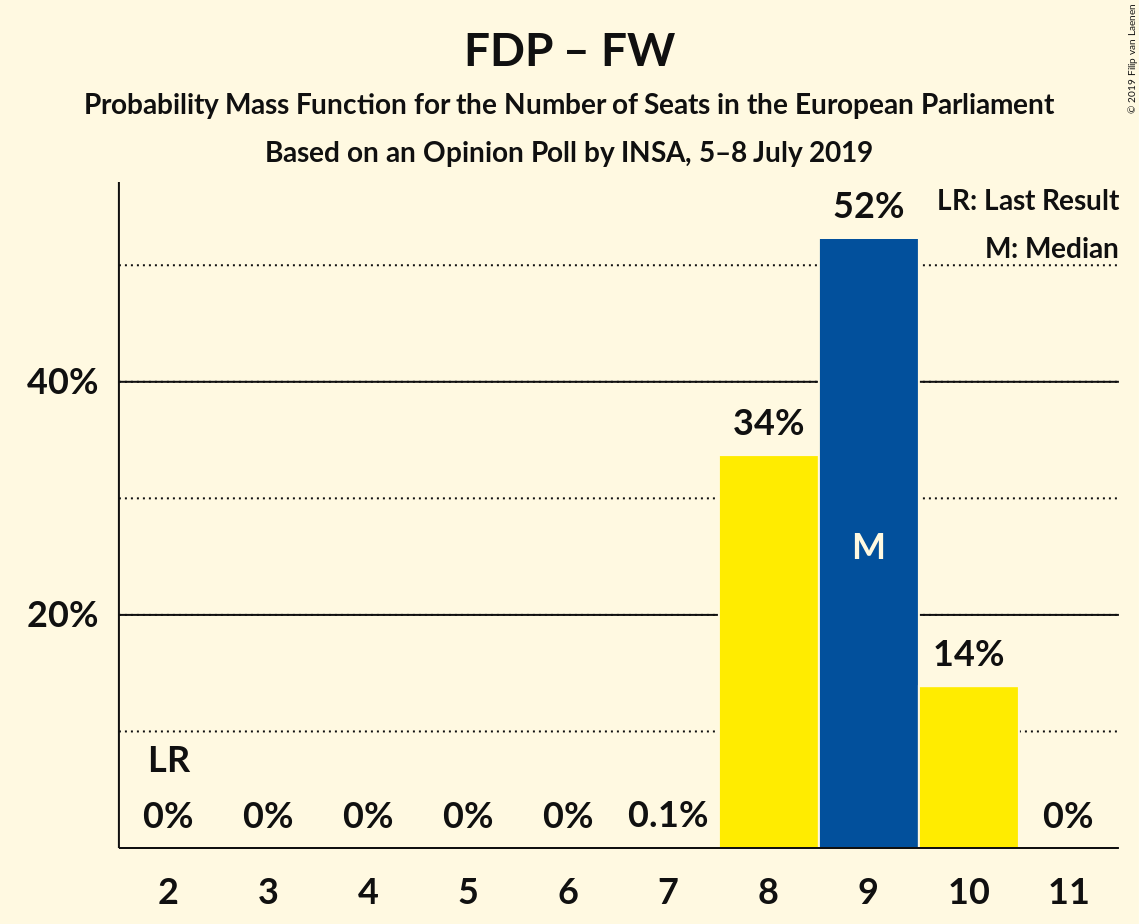 FDP – FW
Probability Mass Function for the Number of Seats in the European Parliament
Based on an Opinion Poll by INSA, 5–8 July 2019
© 2019 Filip van Laenen
LR: Last Result
M: Median
52%
40%
34%
M
20%
14%
LR
0%
0%
0%
0%
0%
0.1%
0%
2
3
4
5
6
7
8
9
10
11